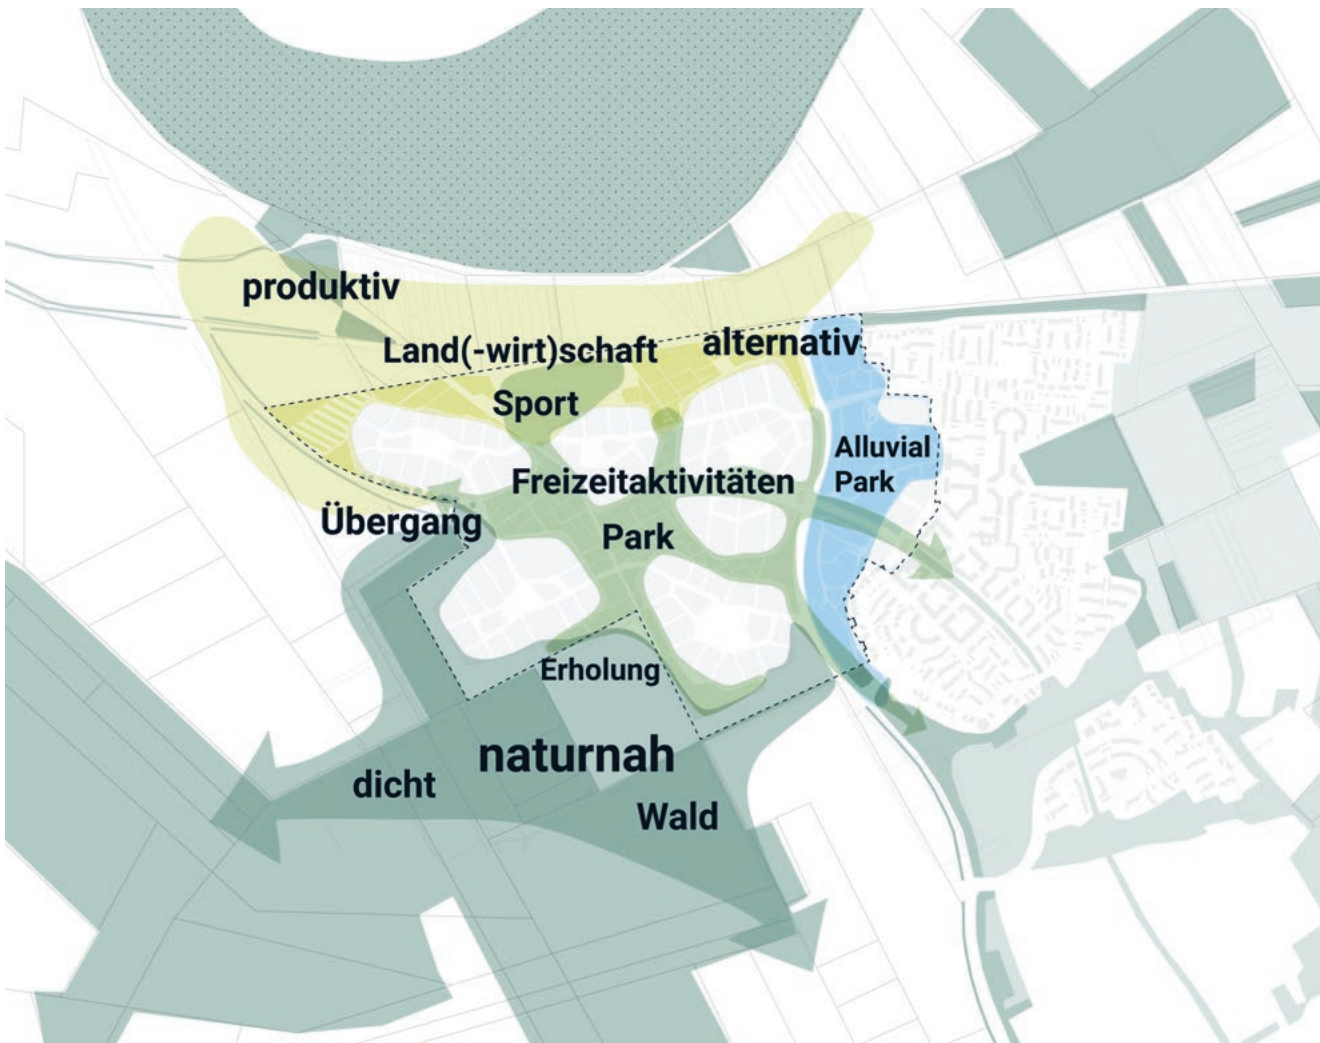 produktiv
Land(-wirt)schaft
alternativ
Sport
Alluvial
Park
Freizeitaktivitäten
Übergang
Park
Erholung
naturnah
dicht
Wald